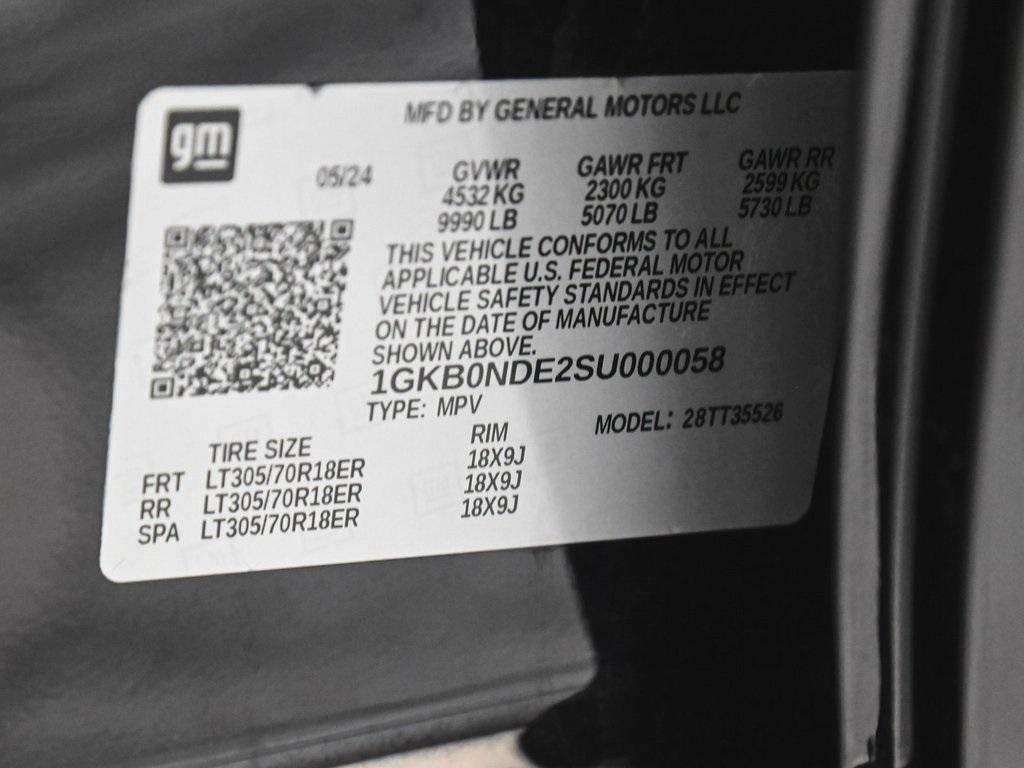 gm
MFD BY GENERAL MOTORS LLC
05/24 GVWR GAWR FRT GAWR RR
4532 KG 2300 KG 2599 KG
9990 LB 5070 LB 5730 LB
THIS VEHICLE CONFORMS TO ALL
APPLICABLE U.S. FEDERAL MOTOR
VEHICLE SAFETY STANDARDS IN EFFECT
ON THE DATE OF MANUFACTURE
SHOWN ABOVE.
1GKB0NDE2SU000058
TYPE: MPV
MODEL: 28TT35526
TIRE SIZE RIM
FRT LT305/70R18ER 18X9J
RR LT305/70R18ER 18X9J
SPA LT305/70R18ER 18X9J